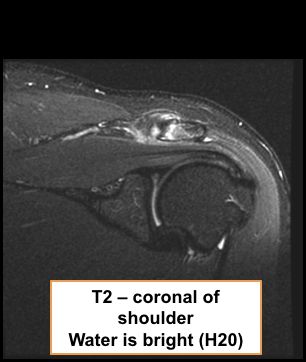 T2 – coronal of
shoulder
Water is bright (H20)